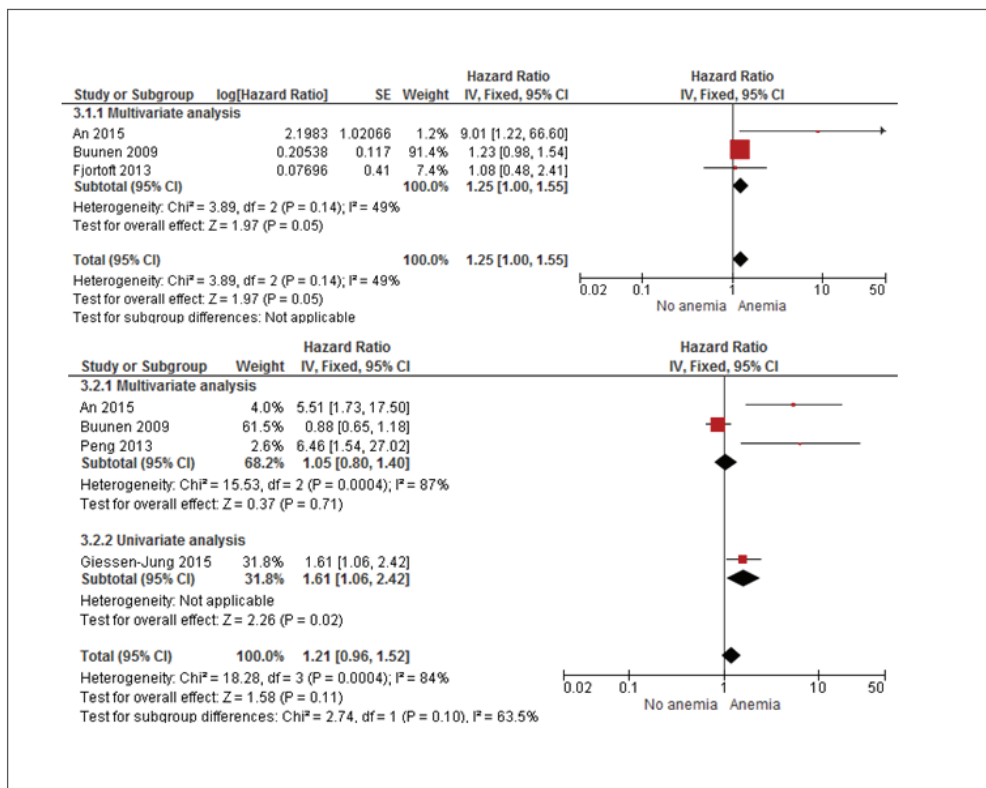 Hazard Ratio Hazard Ratio
Study or Subgroup log[Hazard Ratio] SE Weight IV, Fixed, 95% CI IV, Fixed, 95% CI
3.1.1 Multivariate analysis
An 2015 2.1983 1.02066 1.2% 9.01 [1.22, 66.60]
Buunen 2009 0.20538 0.117 91.4% 1.23 [0.98, 1.54]
Fjortoft 2013 0.07696 0.41 7.4% 1.08 [0.48, 2.41]
Subtotal (95% CI) 100.0% 1.25 [1.00, 1.55]
Heterogeneity: Chi² = 3.89, df = 2 (P = 0.14); I² = 49%
Test for overall effect: Z = 1.97 (P = 0.05)
Total (95% CI) 100.0% 1.25 [1.00, 1.55]
Heterogeneity: Chi² = 3.89, df = 2 (P = 0.14); I² = 49%
Test for overall effect: Z = 1.97 (P = 0.05)
Test for subgroup differences: Not applicable
0.02 0.1 1 10 50
No anemia Anemia
Hazard Ratio Hazard Ratio
Study or Subgroup Weight IV, Fixed, 95% CI IV, Fixed, 95% CI
3.2.1 Multivariate analysis
An 2015 4.0% 5.51 [1.73, 17.50]
Buunen 2009 61.5% 0.88 [0.65, 1.18]
Peng 2013 2.6% 6.46 [1.54, 27.02]
Subtotal (95% CI) 68.2% 1.05 [0.80, 1.40]
Heterogeneity: Chi² = 15.53, df = 2 (P = 0.0004); I² = 87%
Test for overall effect: Z = 0.37 (P = 0.71)
3.2.2 Univariate analysis
Giessen-Jung 2015 31.8% 1.61 [1.06, 2.42]
Subtotal (95% CI) 31.8% 1.61 [1.06, 2.42]
Heterogeneity: Not applicable
Test for overall effect: Z = 2.26 (P = 0.02)
Total (95% CI) 100.0% 1.21 [0.96, 1.52]
Heterogeneity: Chi² = 18.28, df = 3 (P = 0.0004); I² = 84%
Test for overall effect: Z = 1.58 (P = 0.11)
Test for subgroup differences: Chi² = 2.74, df = 1 (P = 0.10), I² = 63.5%
0.02 0.1 1 10 50
No anemia Anemia